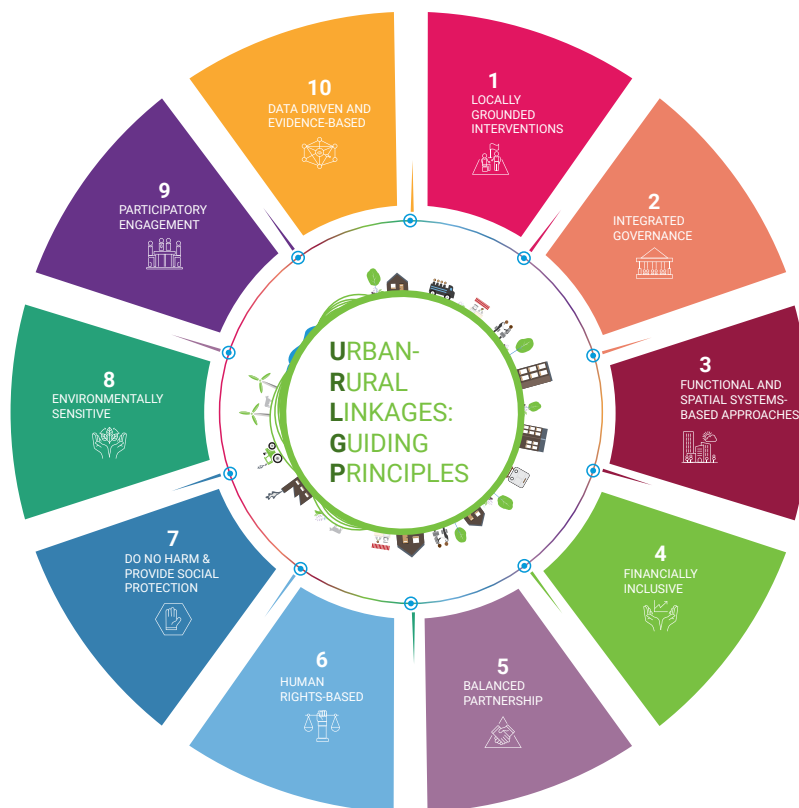 URBAN-
RURAL
LINKAGES:
GUIDING
PRINCIPLES
1
LOCALLY
GROUNDED
INTERVENTIONS
2
INTEGRATED
GOVERNANCE
3
FUNCTIONAL AND
SPATIAL SYSTEMS-
BASED APPROACHES
4
FINANCIALLY
INCLUSIVE
5
BALANCED
PARTNERSHIP
6
HUMAN
RIGHTS-BASED
7
DO NO HARM &
PROVIDE SOCIAL
PROTECTION
8
ENVIRONMENTALLY
SENSITIVE
9
PARTICIPATORY
ENGAGEMENT
10
DATA DRIVEN AND
EVIDENCE-BASED